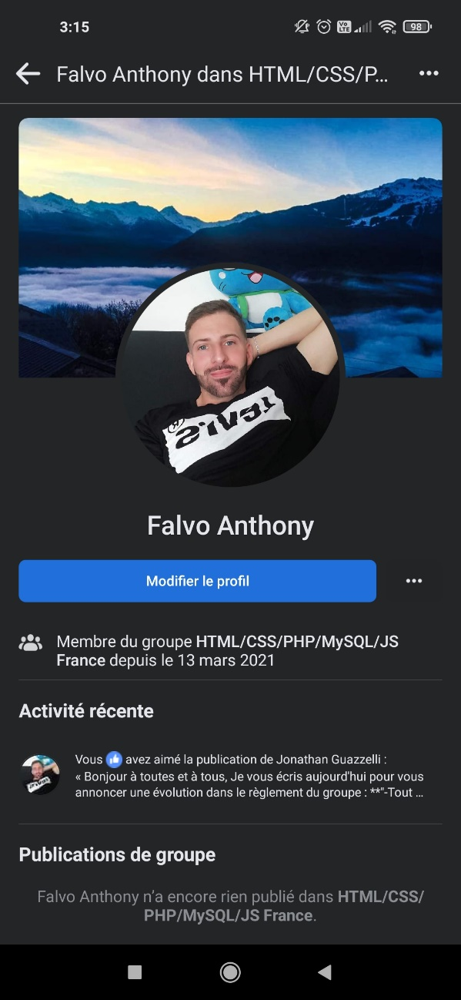 3:15
Vo
LTE
98
Falvo Anthony dans HTML/CSS/P...
LEVI'S
®
Falvo Anthony
Modifier le profil
Membre du groupe HTML/CSS/PHP/MySQL/JS
France depuis le 13 mars 2021
Activité récente
Vous avez aimé la publication de Jonathan Guazzelli :
« Bonjour à toutes et à tous, Je vous écris aujourd'hui pour vous
annoncer une évolution dans le règlement du groupe : **"-Tout ...
Publications de groupe
Falvo Anthony n'a encore rien publié dans HTML/CSS/
PHP/MySQL/JS France.